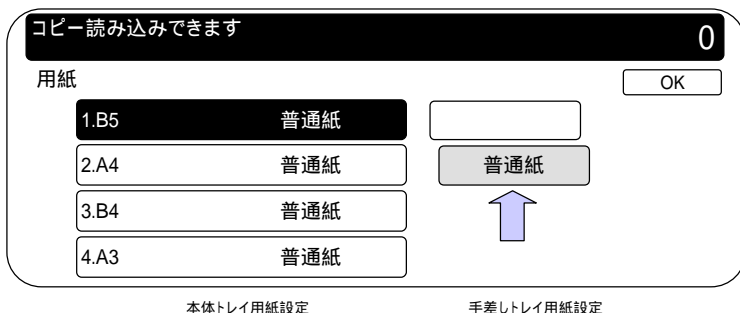 コピー読み込みできます 0
用紙 OK
1.B5 普通紙
2.A4 普通紙 普通紙
3.B4 普通紙
4.A3 普通紙
本体トレイ用紙設定 手差しトレイ用紙設定